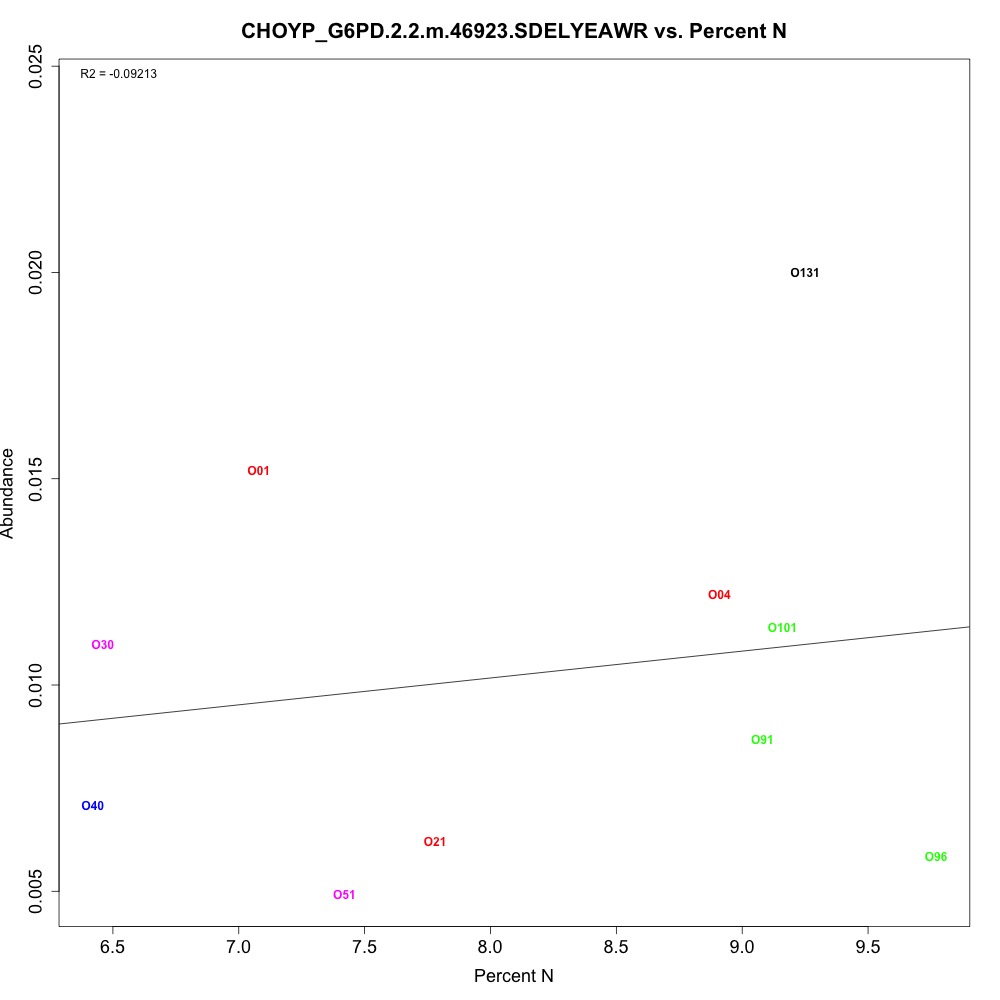 CHOYP_G6PD.2.2.m.46923.SDELYEAWR vs. Percent N
R2 = -0.09213
0.025
0.020
0.015
0.010
0.005
Abundance
O131
O01
O04
O101
O30
O91
O40
O21
O96
O51
6.5 7.0 7.5 8.0 8.5 9.0 9.5
Percent N